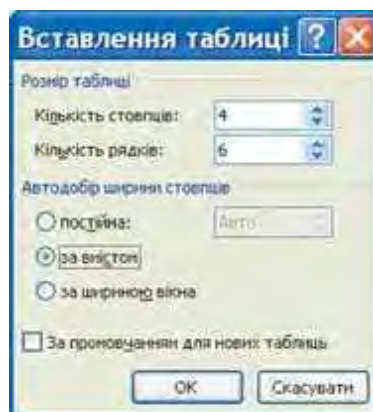 Вставлення таблиці
Розмір таблиці
Кількість стовпців: 4
Кількість рядків: 6
Автодобір ширини стовпців
постійна: Авто
за вмістом
за шириною вікна
За промовчанням для нових таблиць
ОК Скасувати